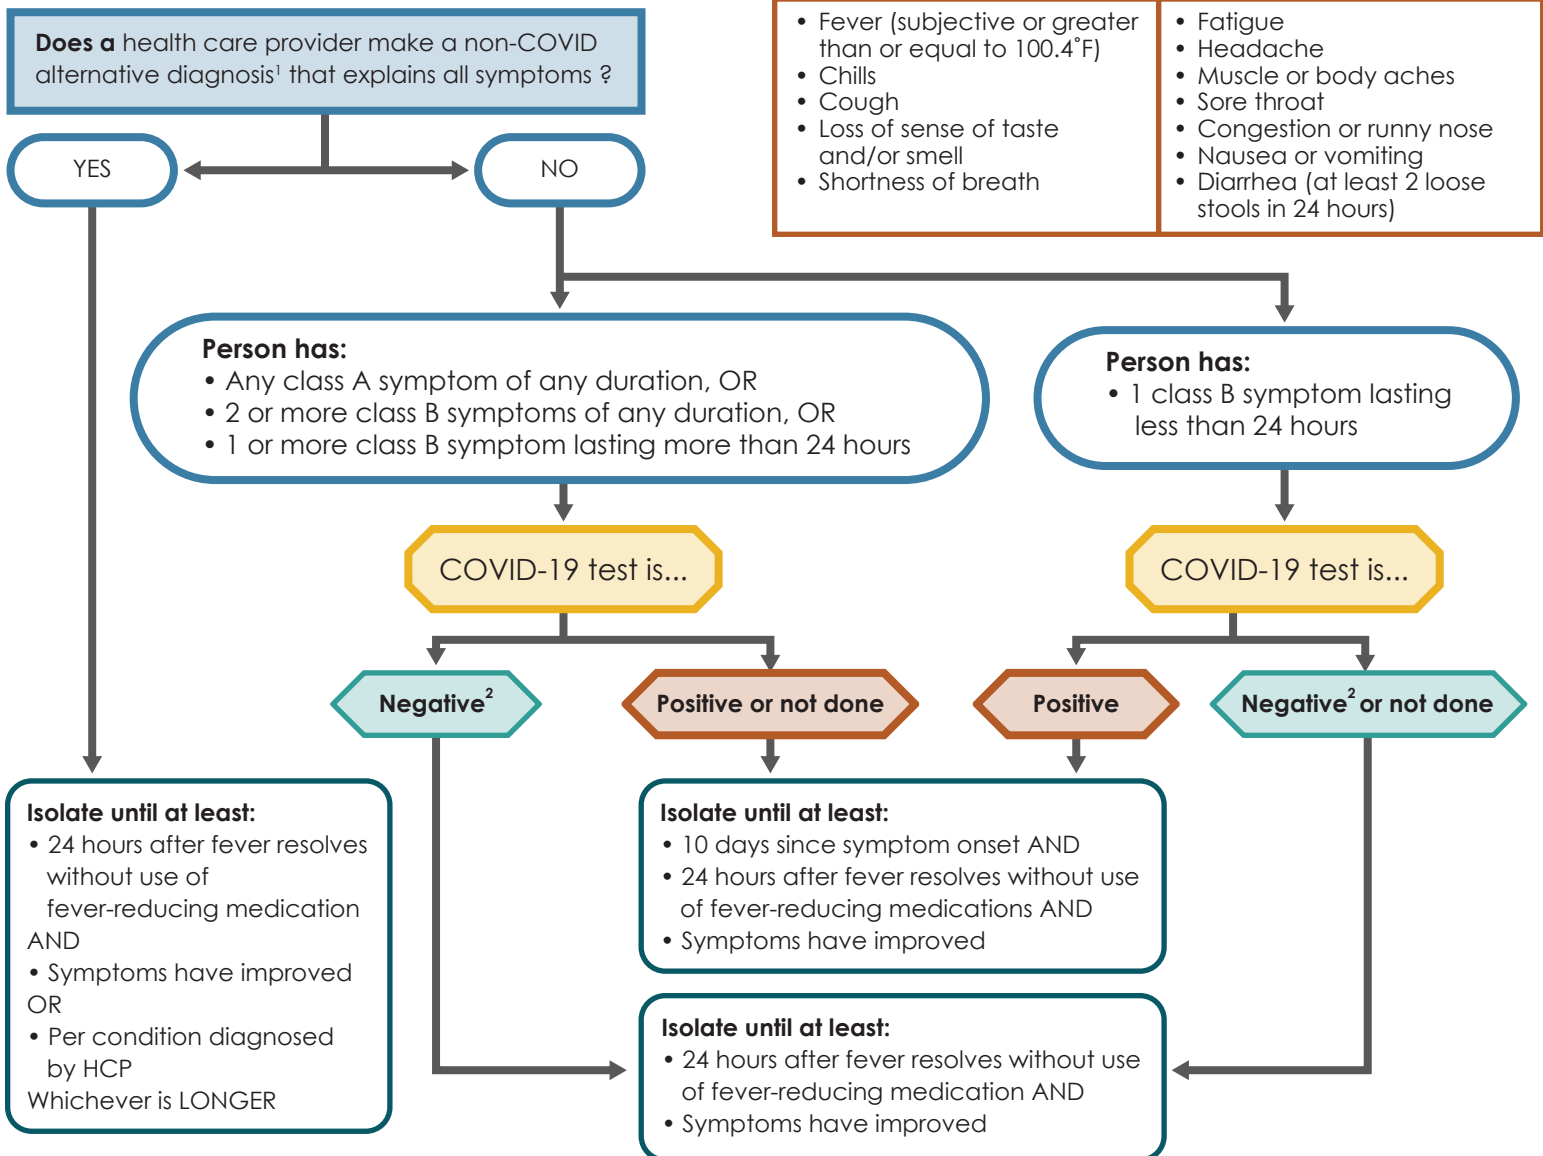 Does a health care provider make a non-COVID
alternative diagnosis¹ that explains all symptoms ?
• Fever (subjective or greater
than or equal to 100.4˚F)
• Chills
• Cough
• Loss of sense of taste
and/or smell
• Shortness of breath
• Fatigue
• Headache
• Muscle or body aches
• Sore throat
• Congestion or runny nose
• Nausea or vomiting
• Diarrhea (at least 2 loose
stools in 24 hours)
YES
NO
Person has:
• Any class A symptom of any duration, OR
• 2 or more class B symptoms of any duration, OR
• 1 or more class B symptom lasting more than 24 hours
Person has:
• 1 class B symptom lasting
less than 24 hours
COVID-19 test is...
COVID-19 test is...
Negative²
Positive or not done
Positive
Negative² or not done
Isolate until at least:
• 24 hours after fever resolves
without use of
fever-reducing medication
AND
• Symptoms have improved
OR
• Per condition diagnosed
by HCP
Whichever is LONGER
Isolate until at least:
• 10 days since symptom onset AND
• 24 hours after fever resolves without use
of fever-reducing medications AND
• Symptoms have improved
Isolate until at least:
• 24 hours after fever resolves without use
of fever-reducing medication AND
• Symptoms have improved